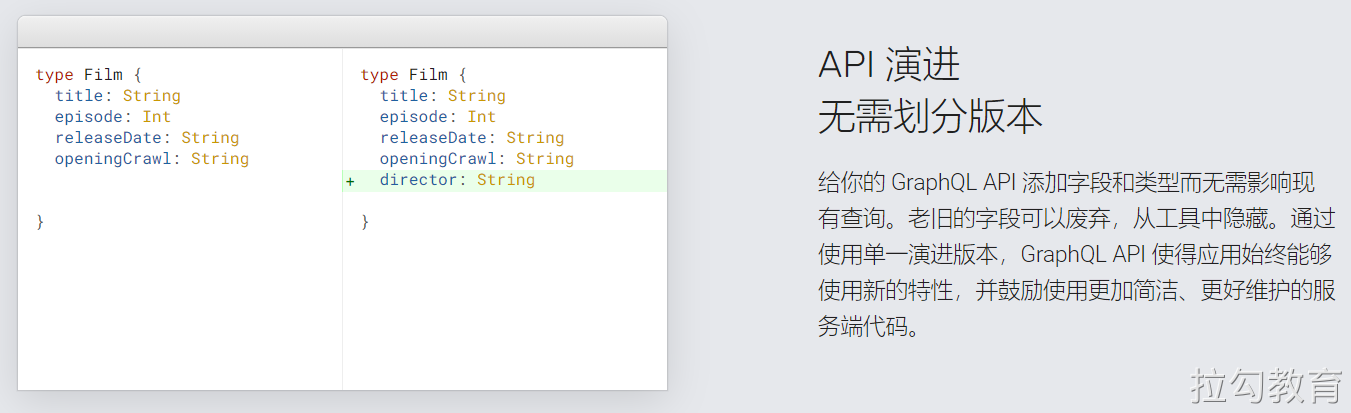 type Film {
title: String
episode: Int
releaseDate: String
openingCrawl: String
}
type Film {
title: String
episode: Int
releaseDate: String
openingCrawl: String
+ director: String
}
API 演进
无需划分版本
给你的 GraphQL API 添加字段和类型而无需影响现
有查询。老旧的字段可以废弃，从工具中隐藏。通过
使用单一演进版本，GraphQL API 使得应用始终能够
使用新的特性，并鼓励使用更加简洁、更好维护的服
务端代码。
拉勾教育